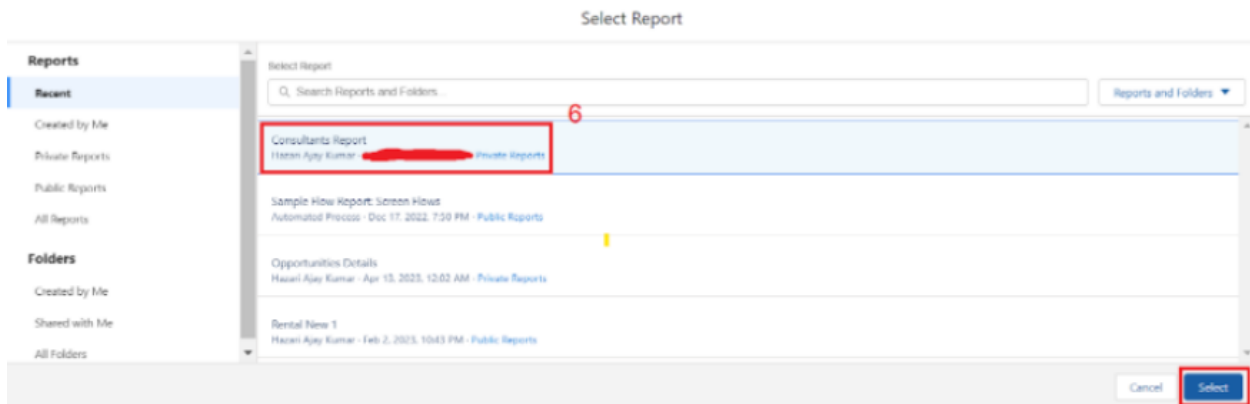 Select Report
Reports
Recent
Created by Me
Private Reports
Public Reports
All Reports
Folders
Created by Me
Shared with Me
All Folders
Select Report
Search Reports and Folders...
Reports and Folders
6
Consultants Report
Hazari Ajay Kumar - Private Reports
Sample Flow Report: Screen Flows
Automated Process - Dec 17, 2022, 7:50 PM - Public Reports
Opportunities Details
Hazari Ajay Kumar - Apr 13, 2023, 12:02 AM - Private Reports
Rental New 1
Hazari Ajay Kumar - Feb 2, 2023, 10:43 PM - Public Reports
Cancel
Select